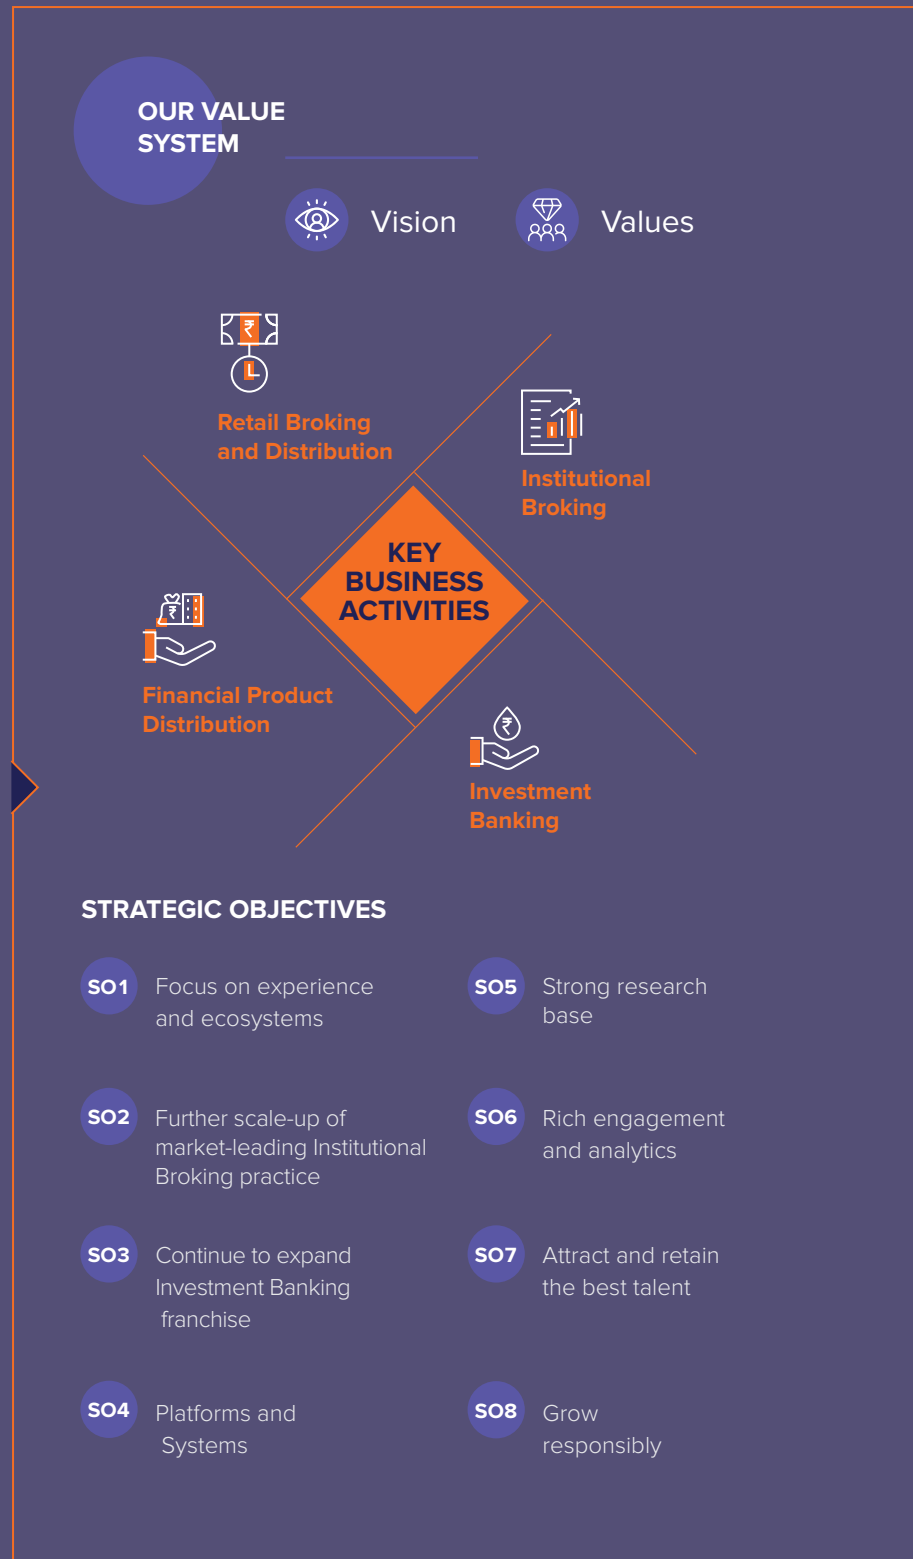 OUR VALUE
SYSTEM
Vision
Values
₹
Retail Broking
and Distribution
Institutional
Broking
KEY
BUSINESS
ACTIVITIES
₹
Financial Product
Distribution
₹
Investment
Banking
STRATEGIC OBJECTIVES
SO1
Focus on experience
and ecosystems
SO2
Further scale-up of
market-leading Institutional
Broking practice
SO3
Continue to expand
Investment Banking
franchise
SO4
Platforms and
Systems
SO5
Strong research
base
SO6
Rich engagement
and analytics
SO7
Attract and retain
the best talent
SO8
Grow
responsibly